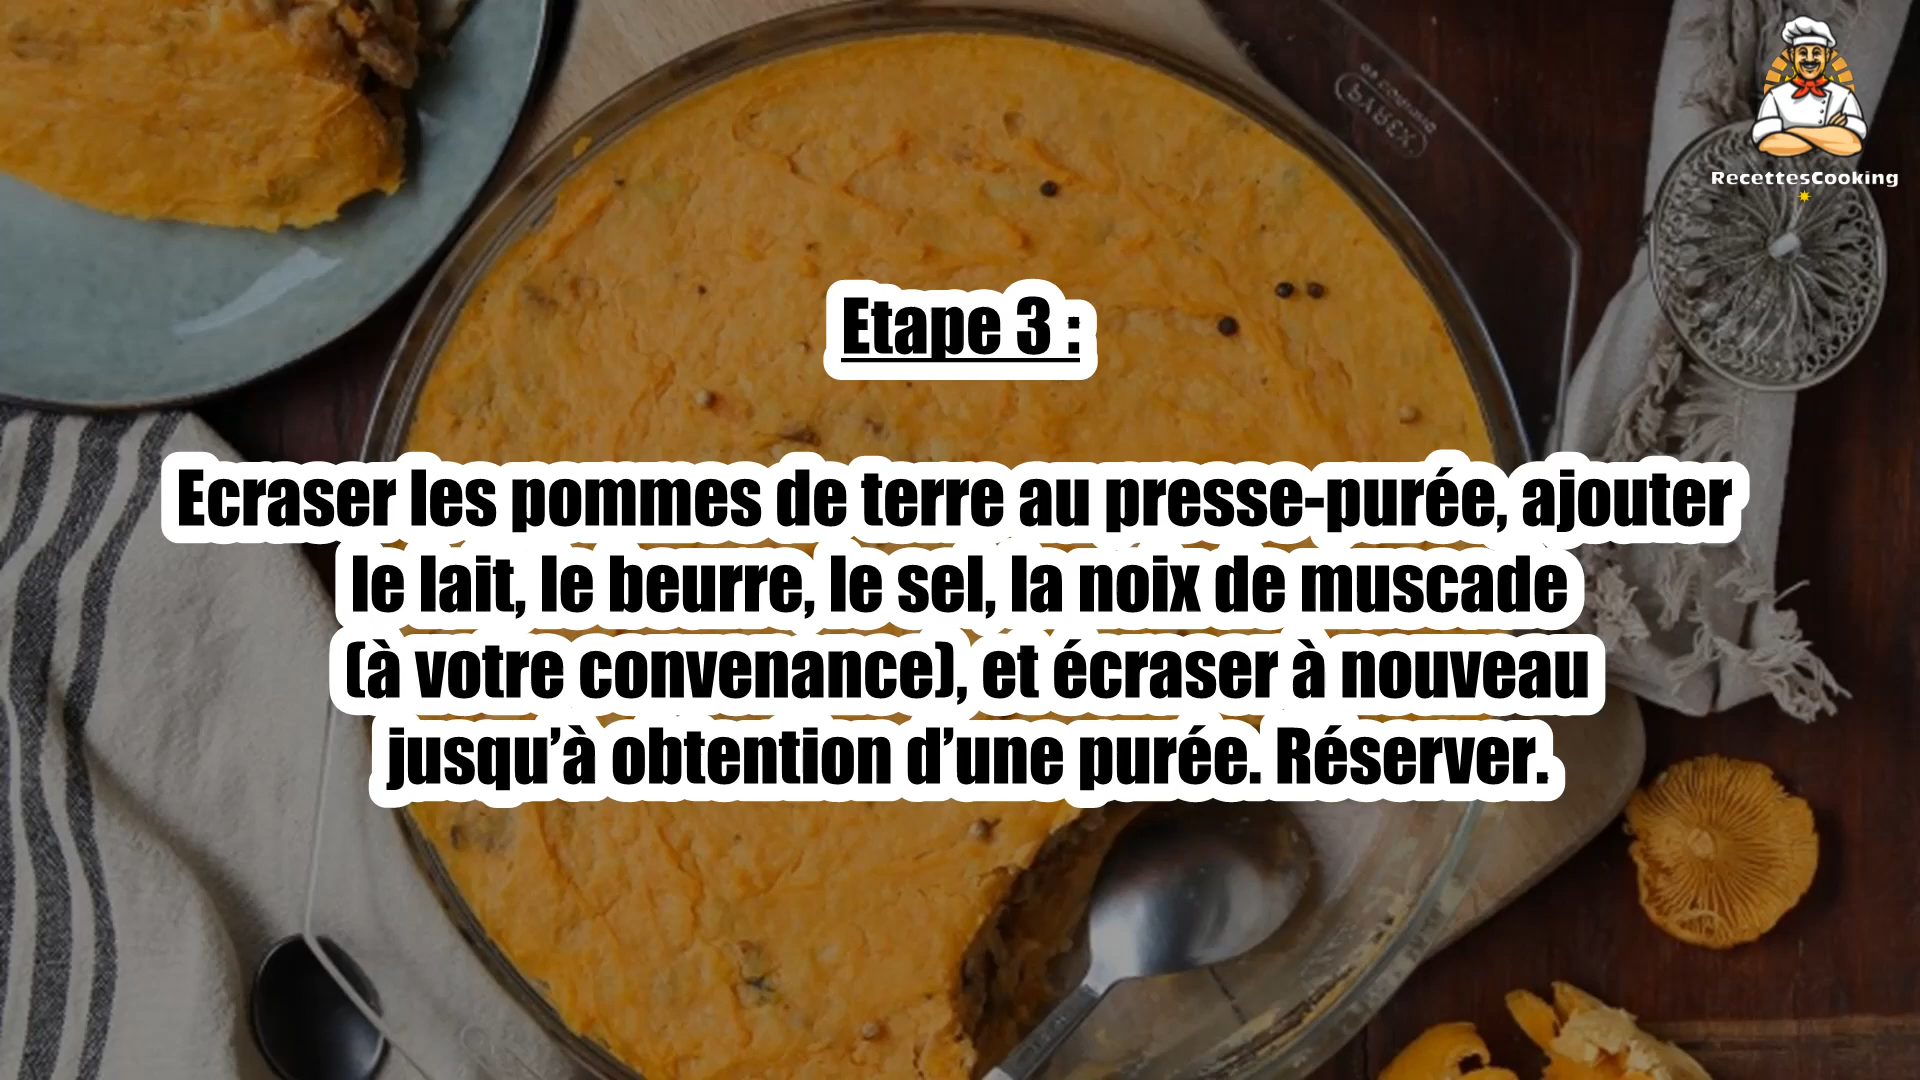 RecettesCooking
Etape 3 :
Ecraser les pommes de terre au presse-purée, ajouter
le lait, le beurre, le sel, la noix de muscade
(à votre convenance), et écraser à nouveau
jusqu’à obtention d’une purée. Réserver.
PYREX